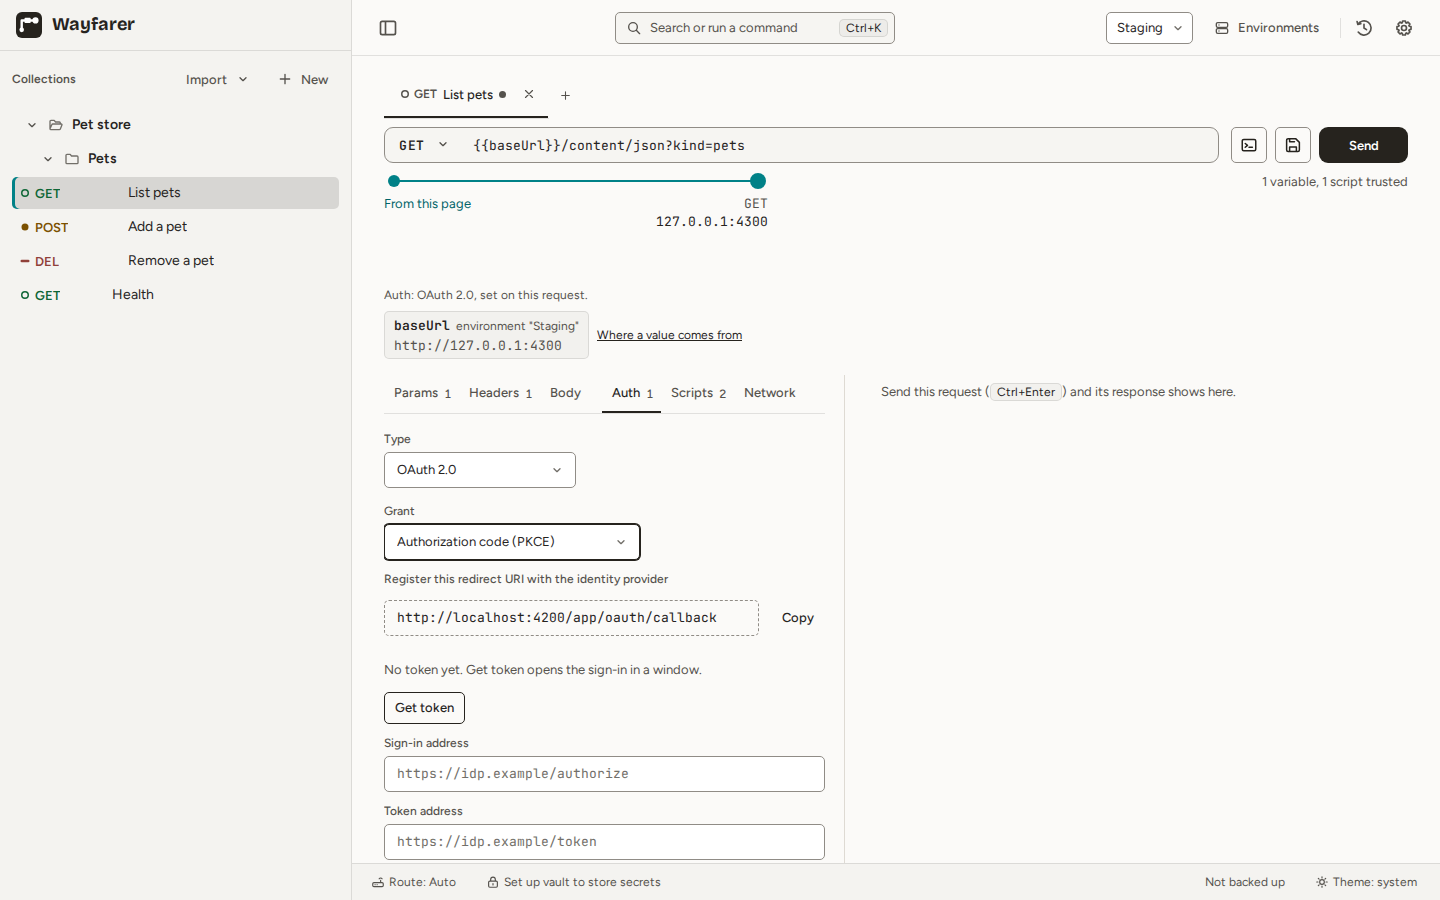 Wayfarer
Search or run a command
Ctrl+K
Staging
Environments
Collections
Import
New
Pet store
Pets
GET List pets
POST Add a pet
DEL Remove a pet
GET Health
GET List pets
GET
{{baseUrl}}/content/json?kind=pets
Send
From this page
GET
127.0.0.1:4300
1 variable, 1 script trusted
Auth: OAuth 2.0, set on this request.
baseUrl environment "Staging"
http://127.0.0.1:4300
Where a value comes from
Params 1
Headers 1
Body
Auth 1
Scripts 2
Network
Type
OAuth 2.0
Grant
Authorization code (PKCE)
Register this redirect URI with the identity provider
http://localhost:4200/app/oauth/callback
Copy
No token yet. Get token opens the sign-in in a window.
Get token
Sign-in address
https://idp.example/authorize
Token address
https://idp.example/token
Send this request (Ctrl+Enter) and its response shows here.
Route: Auto
Set up vault to store secrets
Not backed up
Theme: system